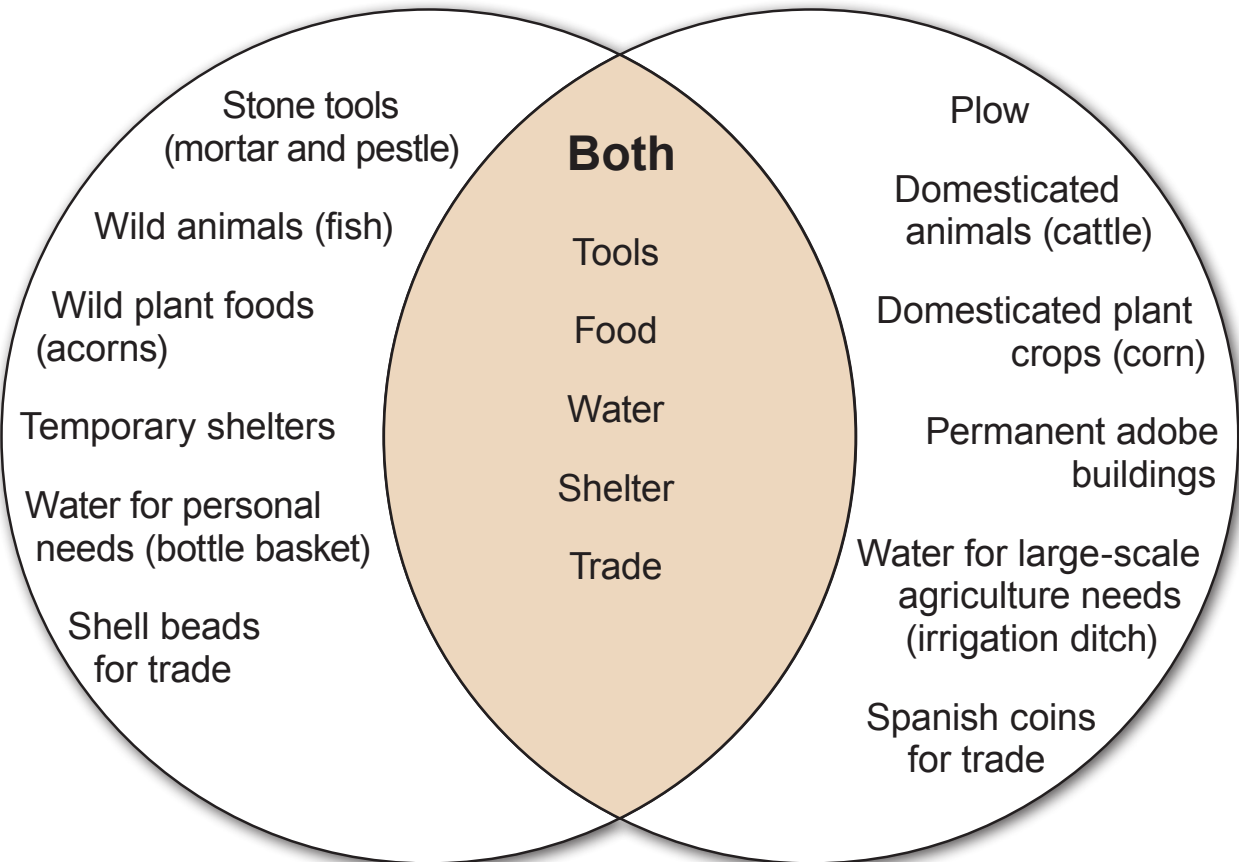 Stone tools
(mortar and pestle)
Wild animals (fish)
Wild plant foods
(acorns)
Temporary shelters
Water for personal
needs (bottle basket)
Shell beads
for trade
Both
Tools
Food
Water
Shelter
Trade
Plow
Domesticated
animals (cattle)
Domesticated plant
crops (corn)
Permanent adobe
buildings
Water for large-scale
agriculture needs
(irrigation ditch)
Spanish coins
for trade